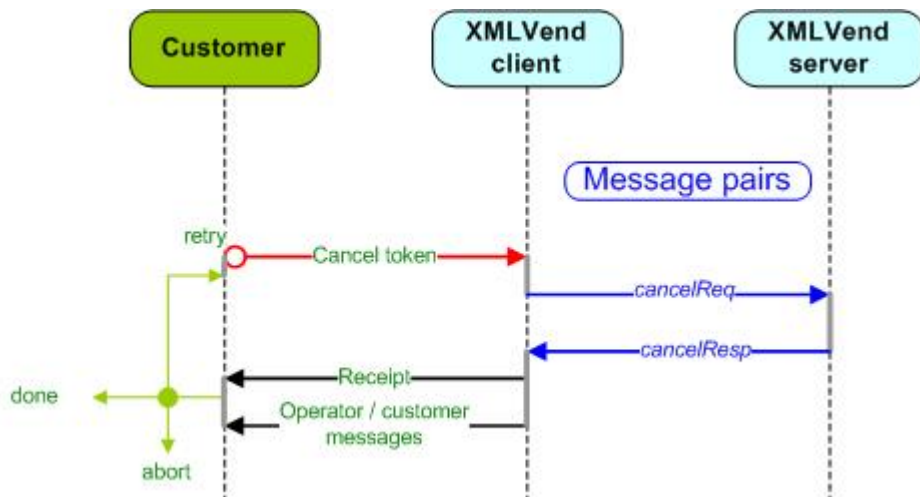 Customer
XMLVend
client
XMLVend
server
Message pairs
retry
Cancel token
cancelReq
cancelResp
Receipt
done
Operator / customer
messages
abort